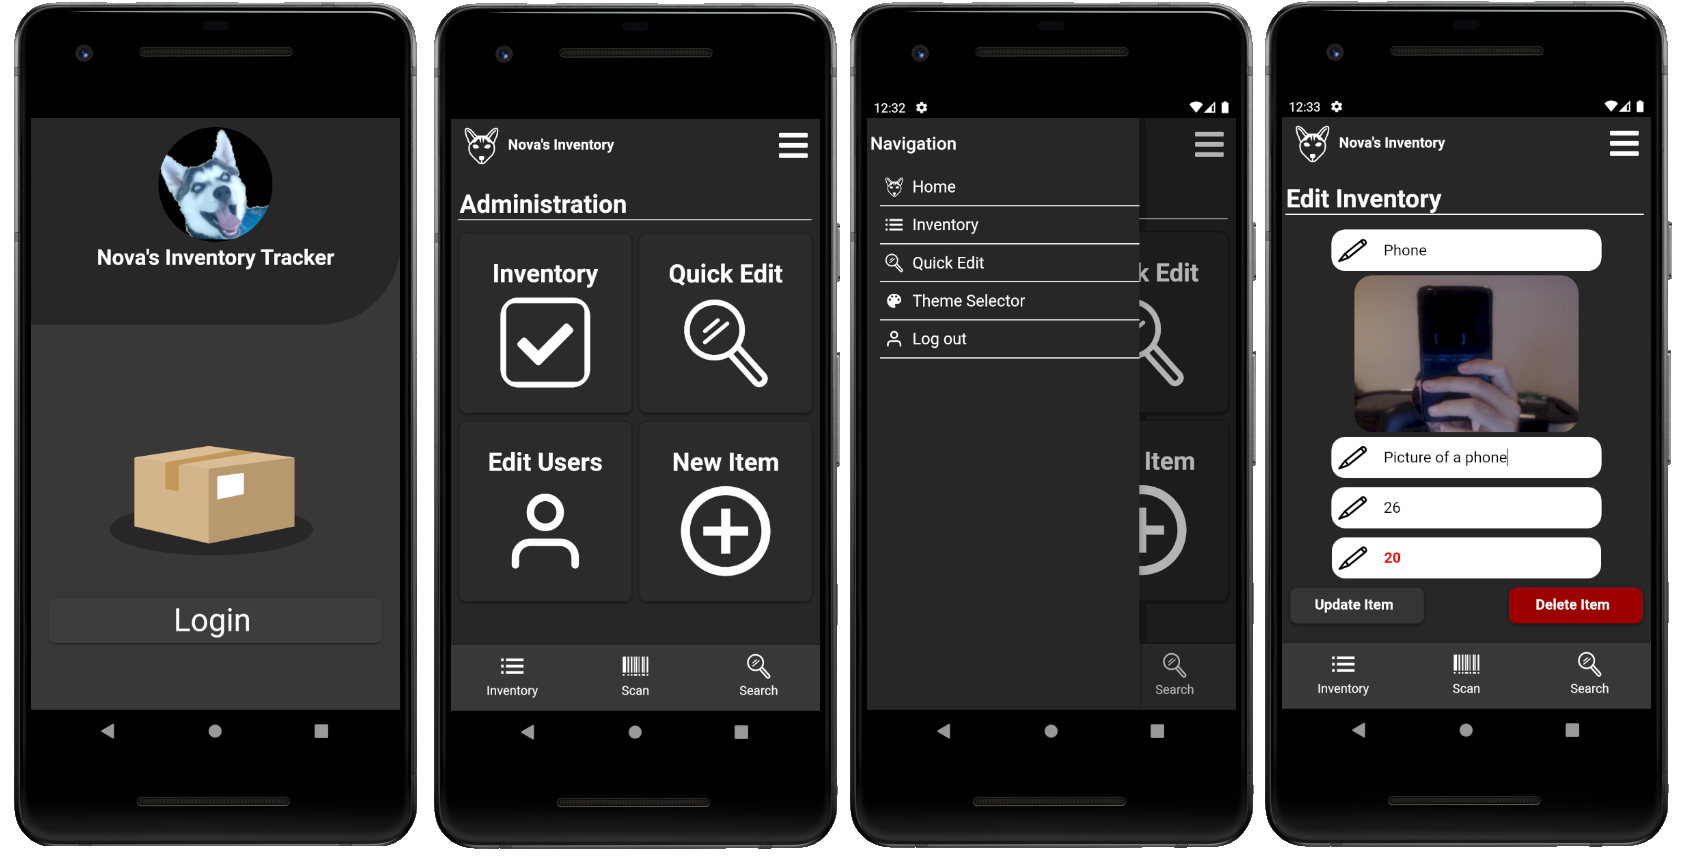 Nova's Inventory Tracker
Login
Nova's Inventory
Administration
Inventory
Quick Edit
Edit Users
New Item
Inventory
Scan
Search
12:32
Navigation
Home
Inventory
Quick Edit
Theme Selector
Log out
k Edit
Item
Search
12:33
Nova's Inventory
Edit Inventory
Phone
Picture of a phone
26
20
Update Item
Delete Item
Inventory
Scan
Search